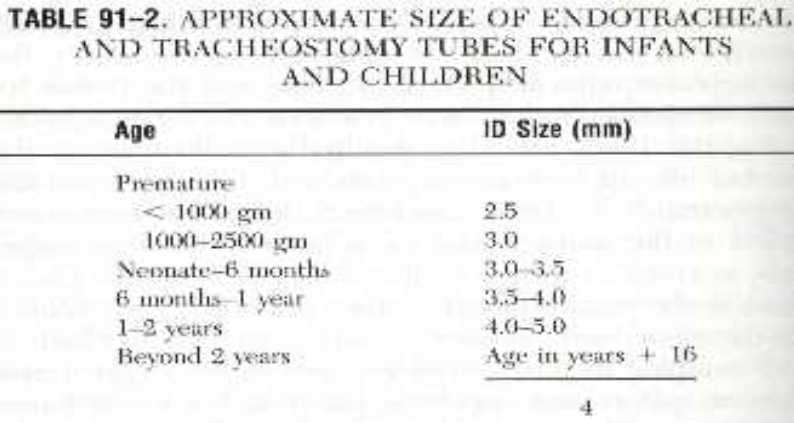 TABLE 91–2. APPROXIMATE SIZE OF ENDOTRACHEAL
AND TRACHEOSTOMY TUBES FOR INFANTS
AND CHILDREN
Age ID Size (mm)
Premature
< 1000 gm 2.5
1000–2500 gm 3.0
Neonate–6 months 3.0–3.5
6 months–1 year 3.5–4.0
1–2 years 4.0–5.0
Beyond 2 years Age in years + 16
4